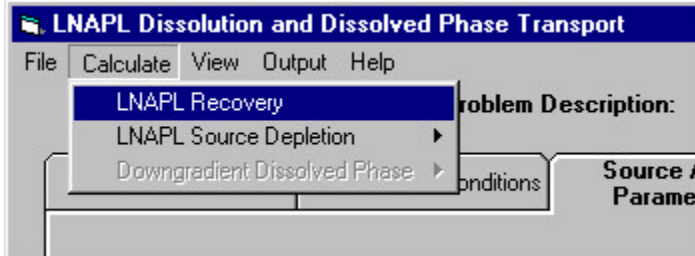 LNAPL Dissolution and Dissolved Phase Transport
File Calculate View Output Help
LNAPL Recovery
roblem Description:
LNAPL Source Depletion
Downgradient Dissolved Phase
onditions
Source
Parame